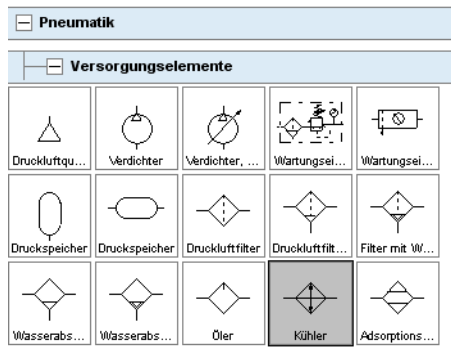 Pneumatik
Versorgungselemente
Druckluftqu... Verdichter Verdichter, ... Wartungsei... Wartungsei...
Druckspeicher Druckspeicher Druckluftfilter Druckluftfilt... Filter mit W...
Wasserabs... Wasserabs... Öler Kühler Adsorptions...